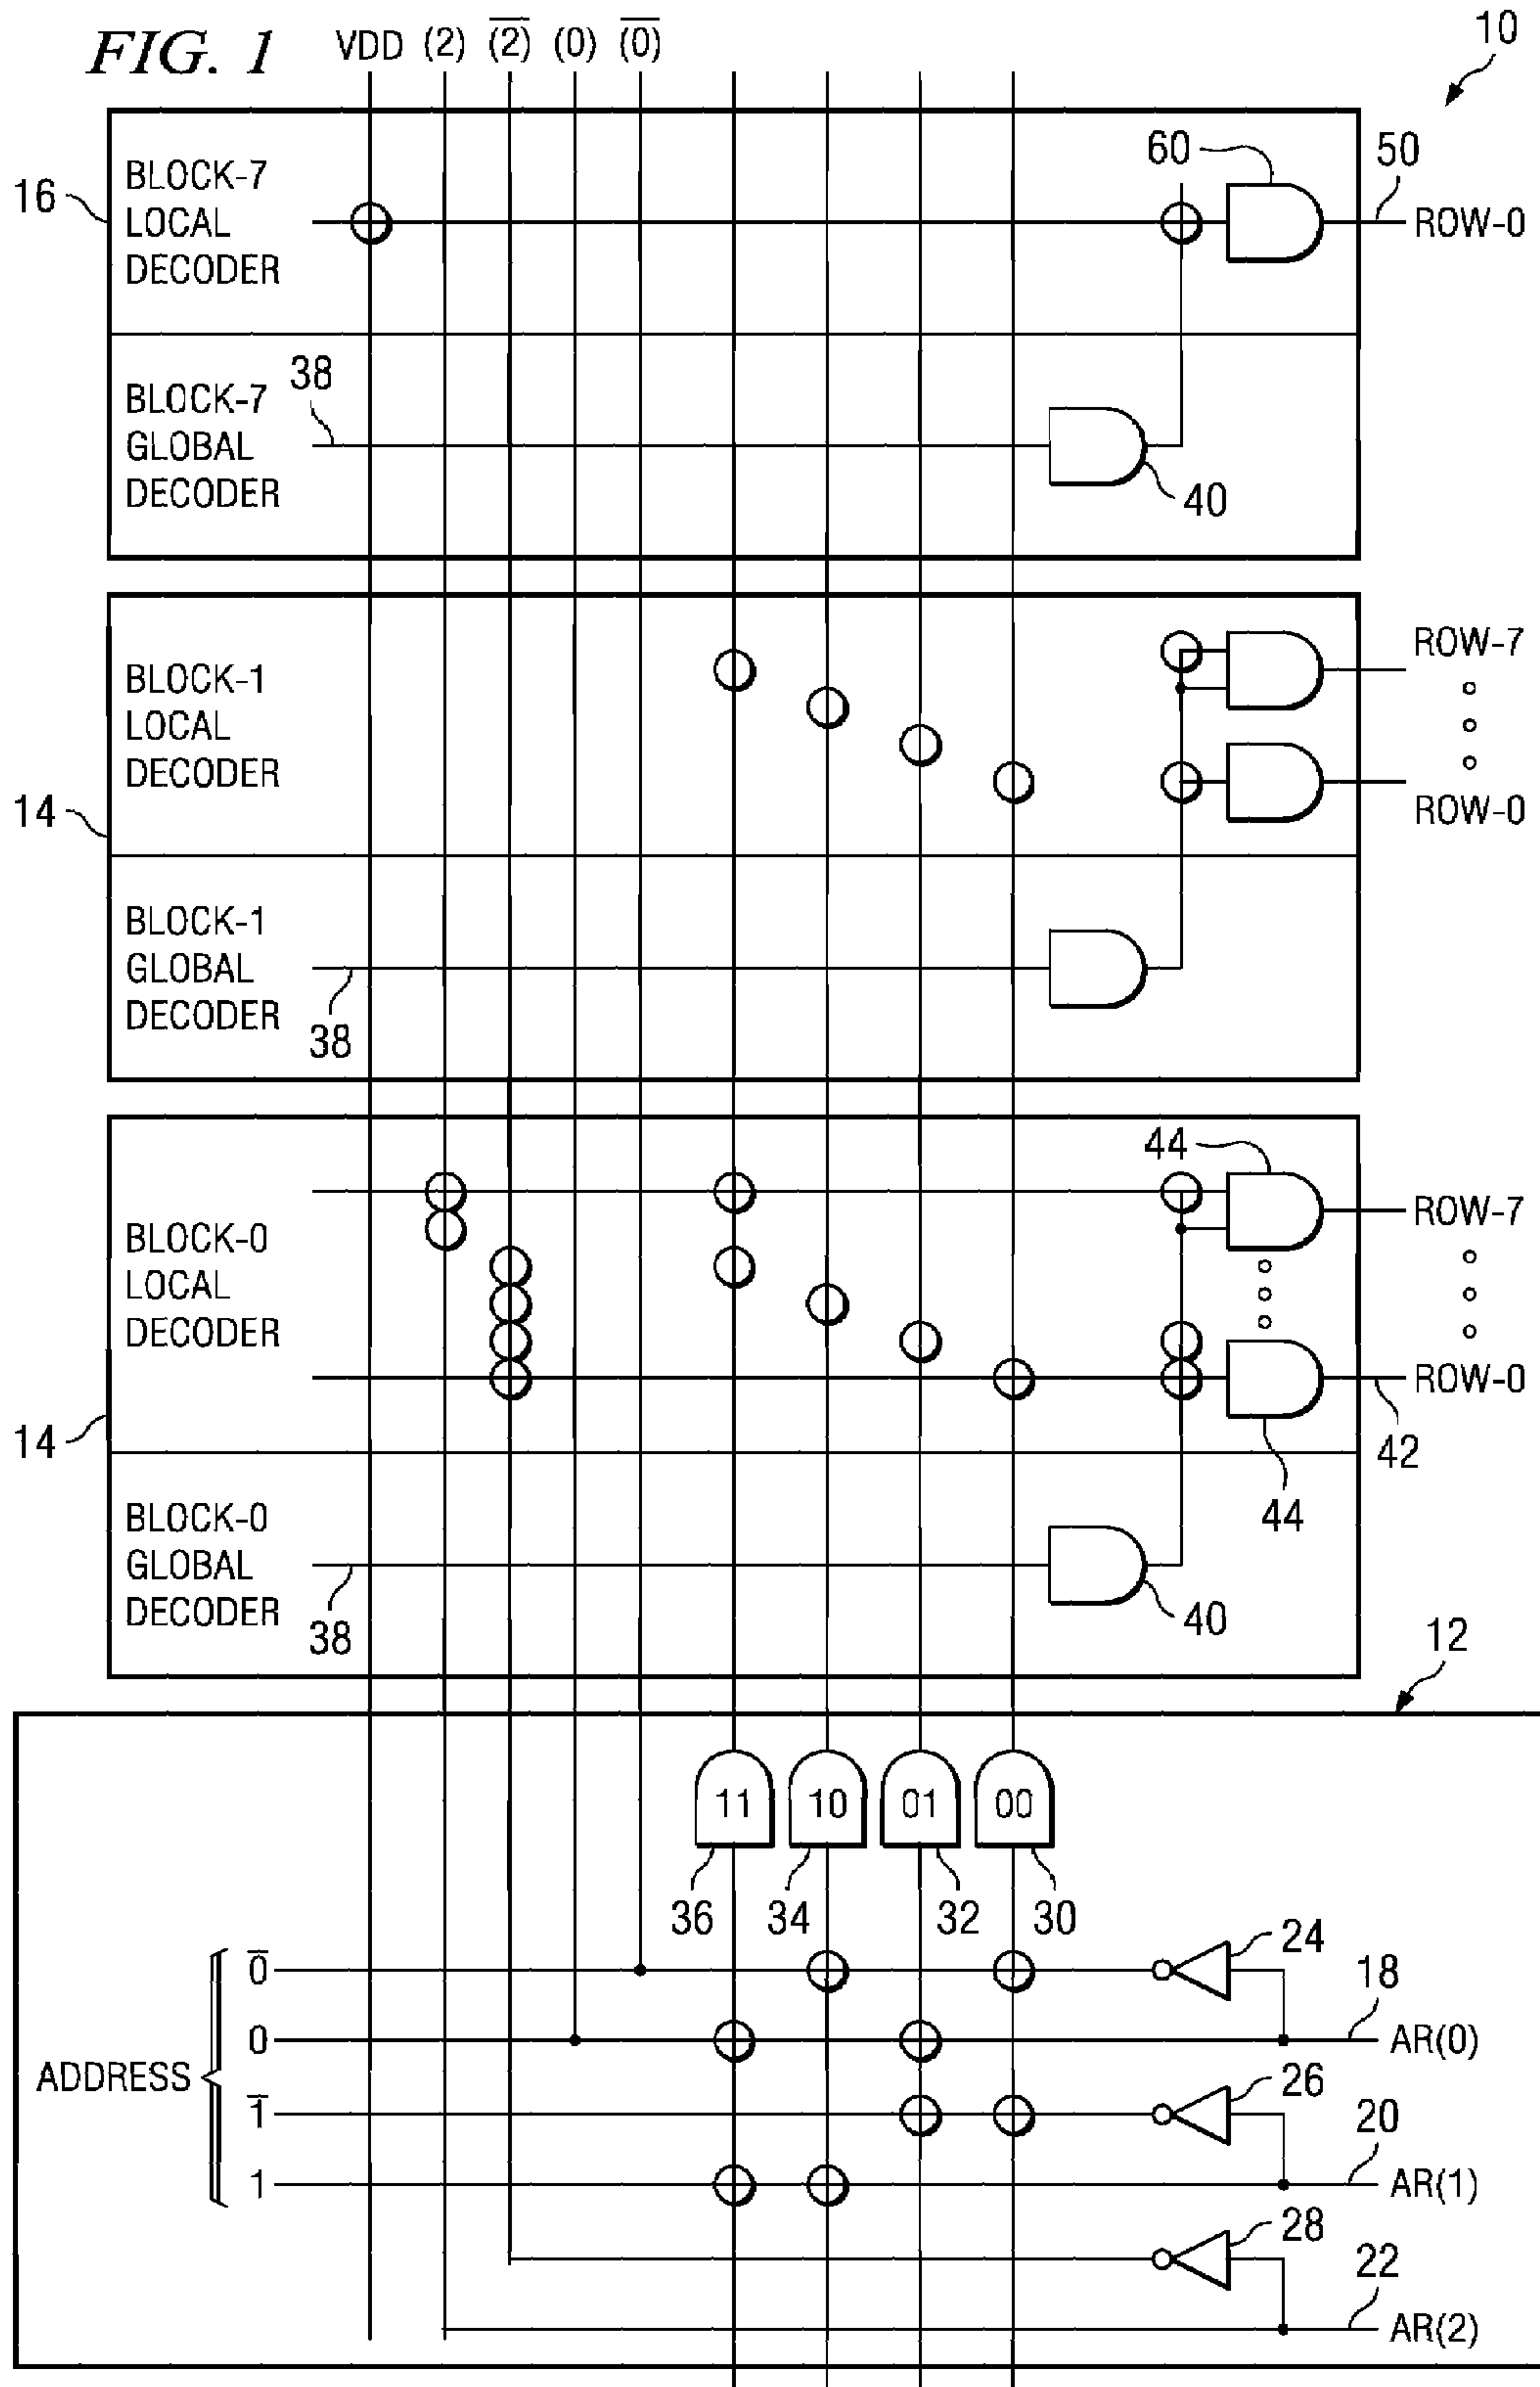 FIG. 1
VDD (2) (2̅) (0) (0̅)
10
60
50
16
BLOCK-7
LOCAL
DECODER
ROW-0
BLOCK-7
GLOBAL
DECODER
38
40
BLOCK-1
LOCAL
DECODER
ROW-7
ROW-0
14
BLOCK-1
GLOBAL
DECODER
38
44
BLOCK-0
LOCAL
DECODER
ROW-7
ROW-0
14
42
44
BLOCK-0
GLOBAL
DECODER
38
40
12
11 10 01 00
36 34 32 30
0̅
24
18
0
AR(0)
ADDRESS
1̅
26
20
1
AR(1)
28
22
AR(2)